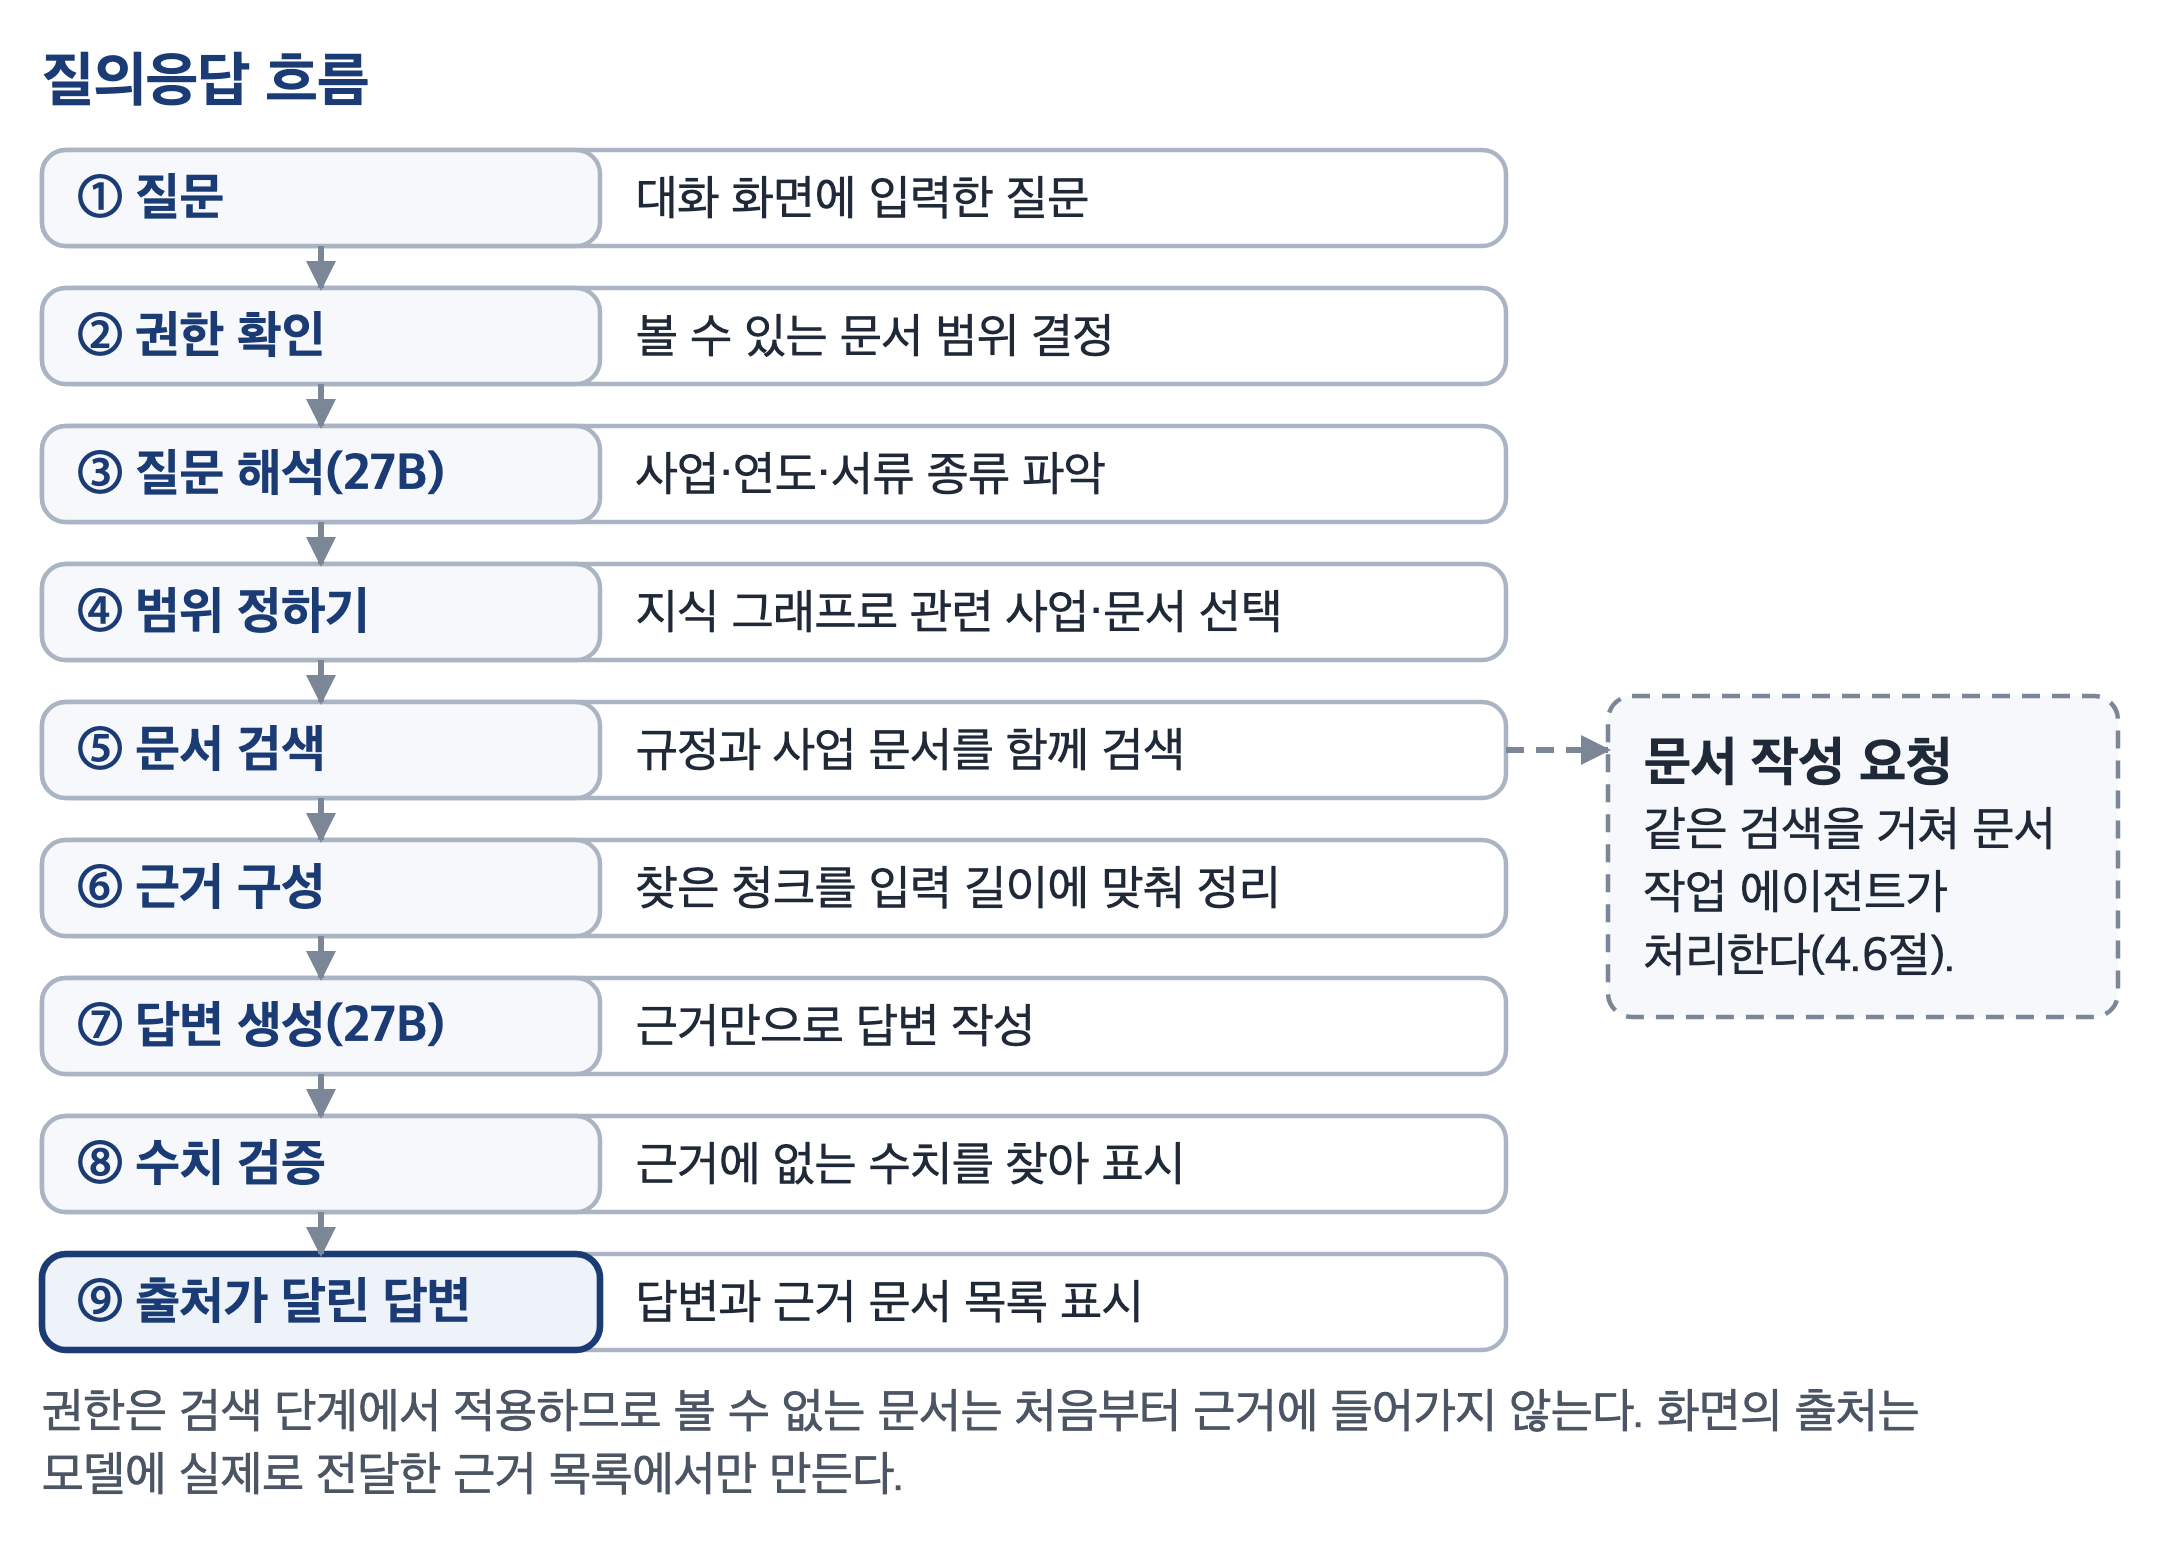 질의응답 흐름
① 질문
대화 화면에 입력한 질문
② 권한 확인
볼 수 있는 문서 범위 결정
③ 질문 해석(27B)
사업·연도·서류 종류 파악
④ 범위 정하기
지식 그래프로 관련 사업·문서 선택
⑤ 문서 검색
규정과 사업 문서를 함께 검색
문서 작성 요청
같은 검색을 거쳐 문서
작업 에이전트가
처리한다(4.6절).
⑥ 근거 구성
찾은 청크를 입력 길이에 맞춰 정리
⑦ 답변 생성(27B)
근거만으로 답변 작성
⑧ 수치 검증
근거에 없는 수치를 찾아 표시
⑨ 출처가 달린 답변
답변과 근거 문서 목록 표시
권한은 검색 단계에서 적용하므로 볼 수 없는 문서는 처음부터 근거에 들어가지 않는다. 화면의 출처는
모델에 실제로 전달한 근거 목록에서만 만든다.